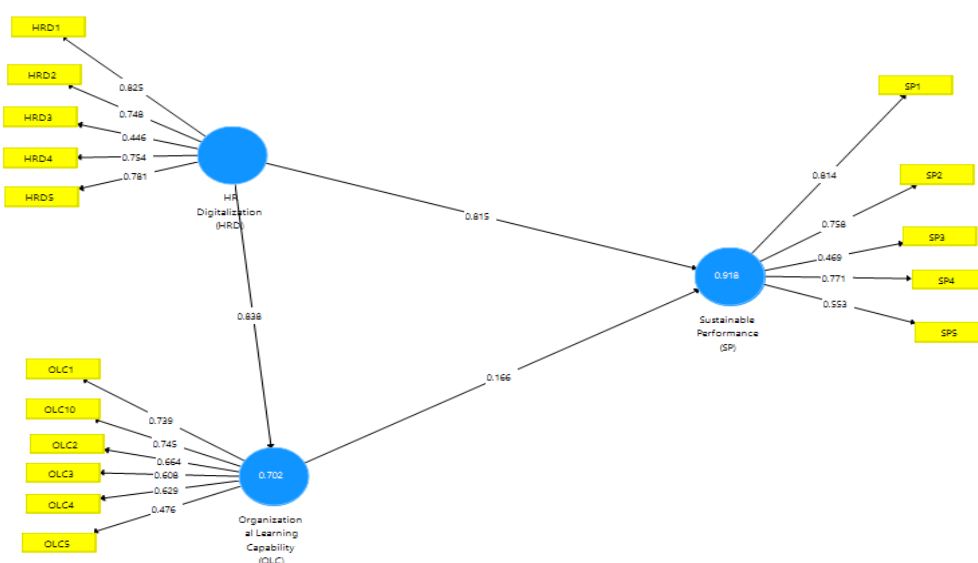 HRD1
HRD2
HRD3
HRD4
HRD5
0.825
0.748
0.446
0.754
0.781
HR
Digitalization
(HRD)
0.815
0.838
0.166
SP1
SP2
SP3
SP4
SP5
0.814
0.758
0.469
0.771
0.553
0.918
Sustainable
Performance
(SP)
OLC1
OLC10
OLC2
OLC3
OLC4
OLC5
0.739
0.745
0.664
0.608
0.629
0.476
0.702
Organization
al Learning
Capability
(OLC)